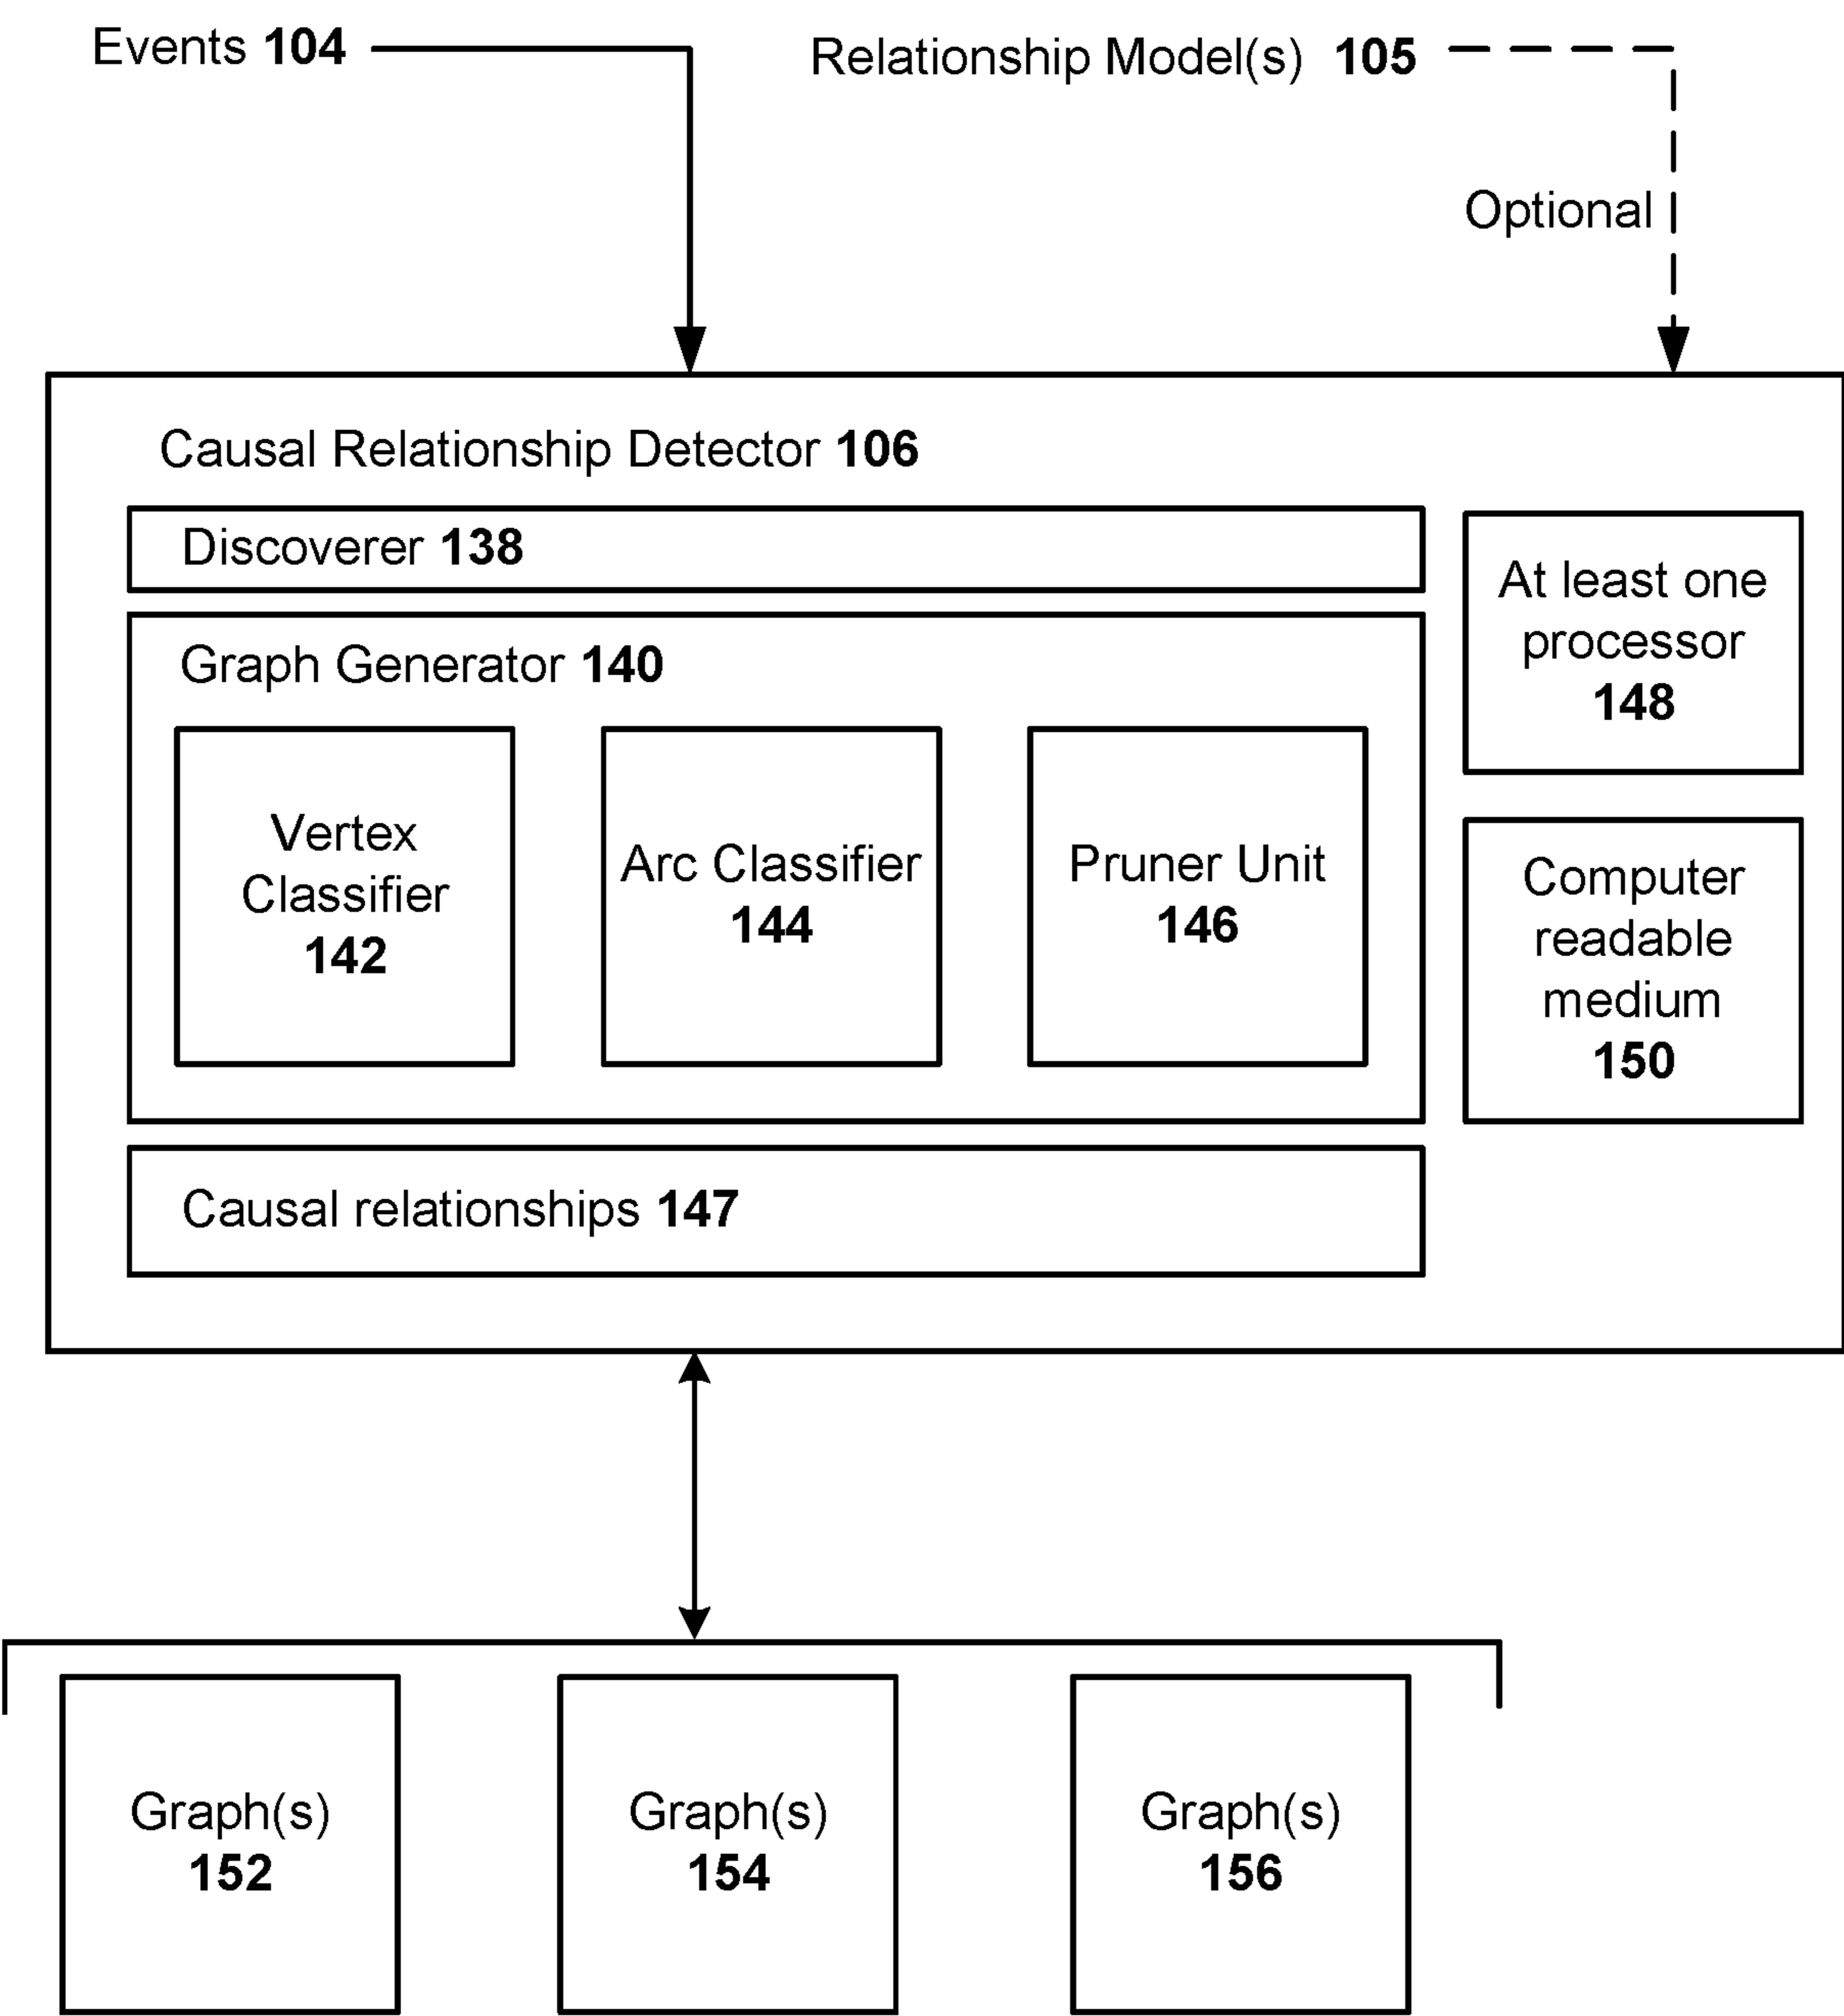 Events 104
Relationship Model(s) 105
Optional
Causal Relationship Detector 106
Discoverer 138
Graph Generator 140
Vertex
Classifier
142
Arc Classifier
144
Pruner Unit
146
Causal relationships 147
At least one
processor
148
Computer
readable
medium
150
Graph(s)
152
Graph(s)
154
Graph(s)
156